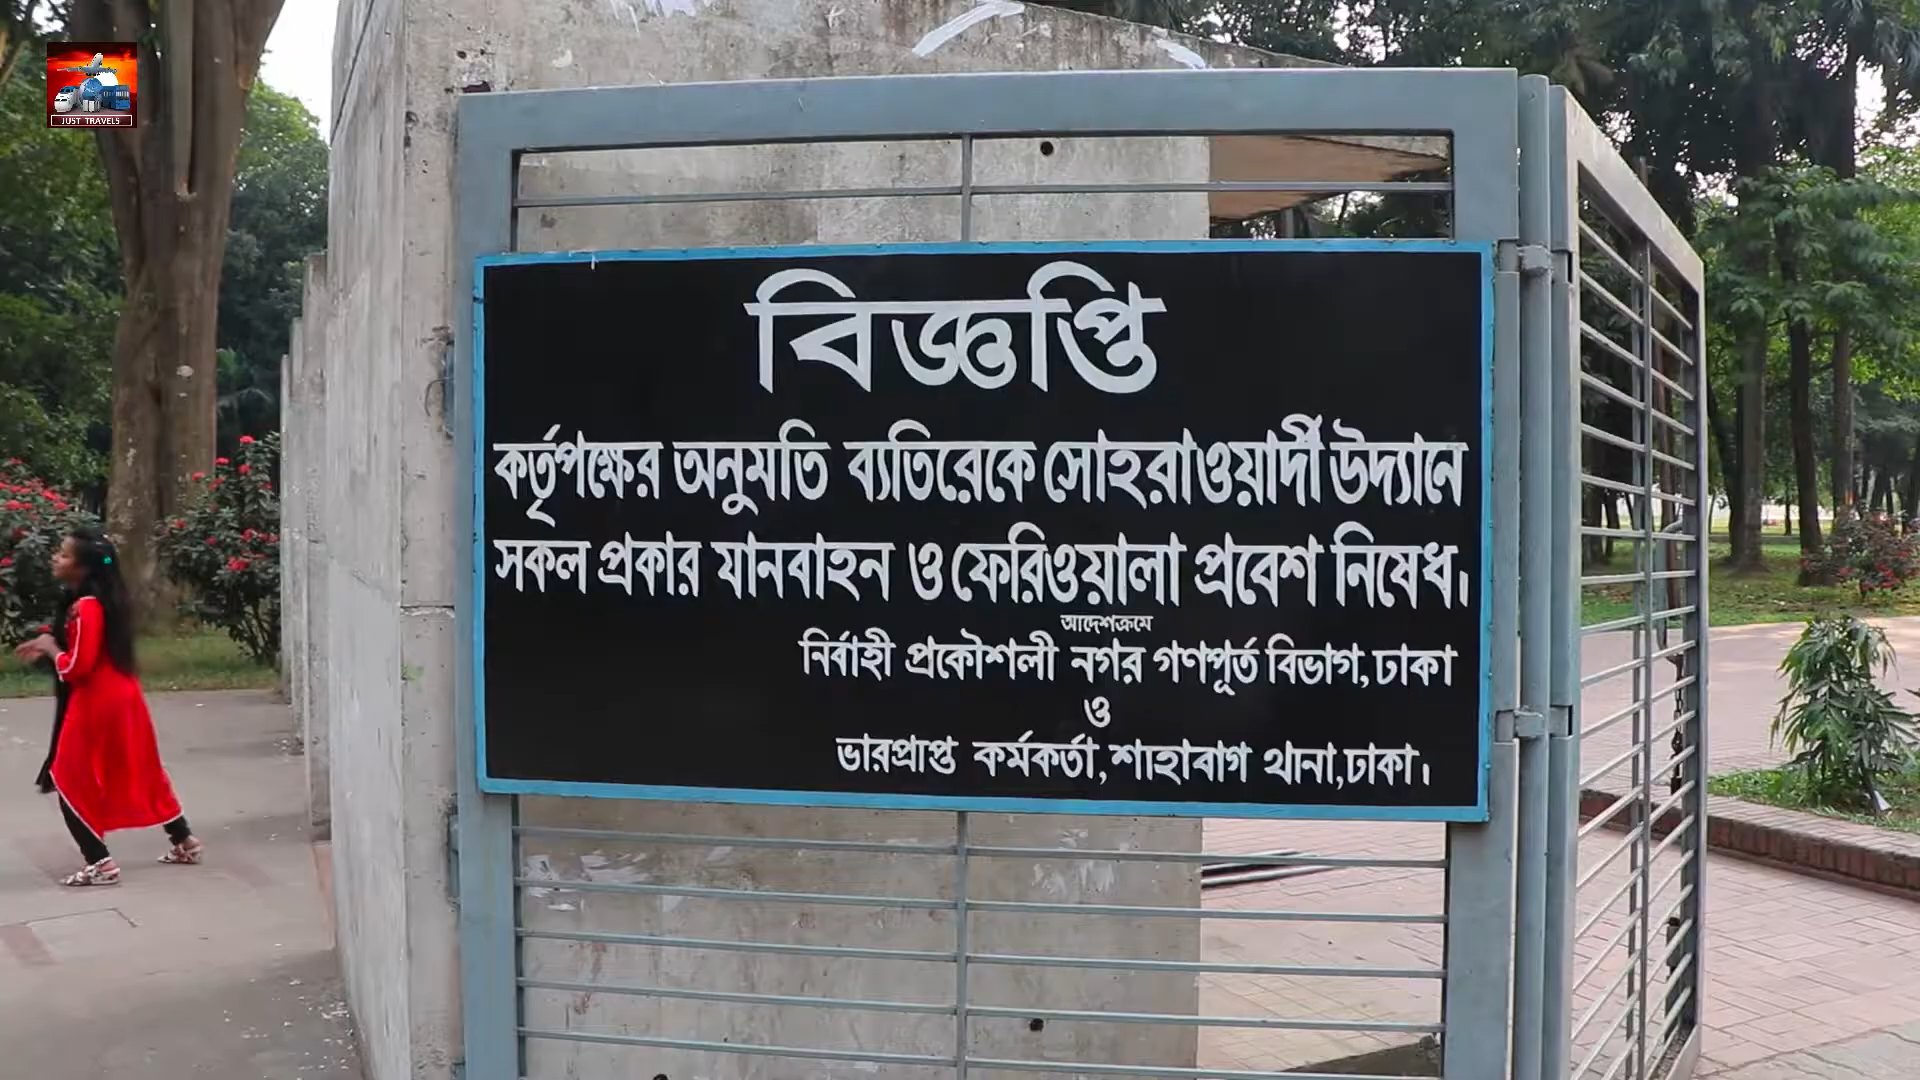 JUST TRAVELS
বিজ্ঞপ্তি
কর্তৃপক্ষের অনুমতি ব্যতিরেকে সোহরাওয়ার্দী উদ্যানে
সকল প্রকার যানবাহন ও ফেরিওয়ালা প্রবেশ নিষেধ।
আদেশক্রমে
নির্বাহী প্রকৌশলী নগর গণপূর্ত বিভাগ, ঢাকা
ও
ভারপ্রাপ্ত কর্মকর্তা, শাহাবাগ থানা, ঢাকা।